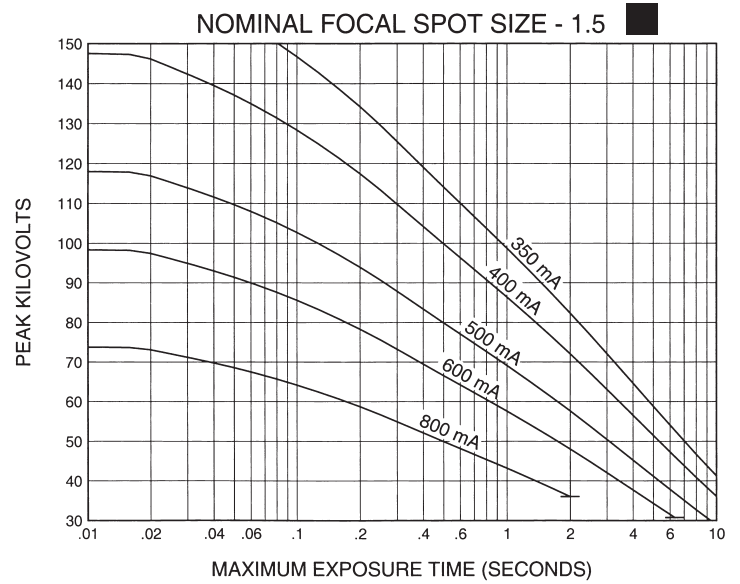 NOMINAL FOCAL SPOT SIZE - 1.5
PEAK KILOVOLTS
150
140
130
120
110
100
90
80
70
60
50
40
30
350 mA
400 mA
500 mA
600 mA
800 mA
.01 .02 .04 .06 .1 .2 .4 .6 1 2 4 6 10
MAXIMUM EXPOSURE TIME (SECONDS)